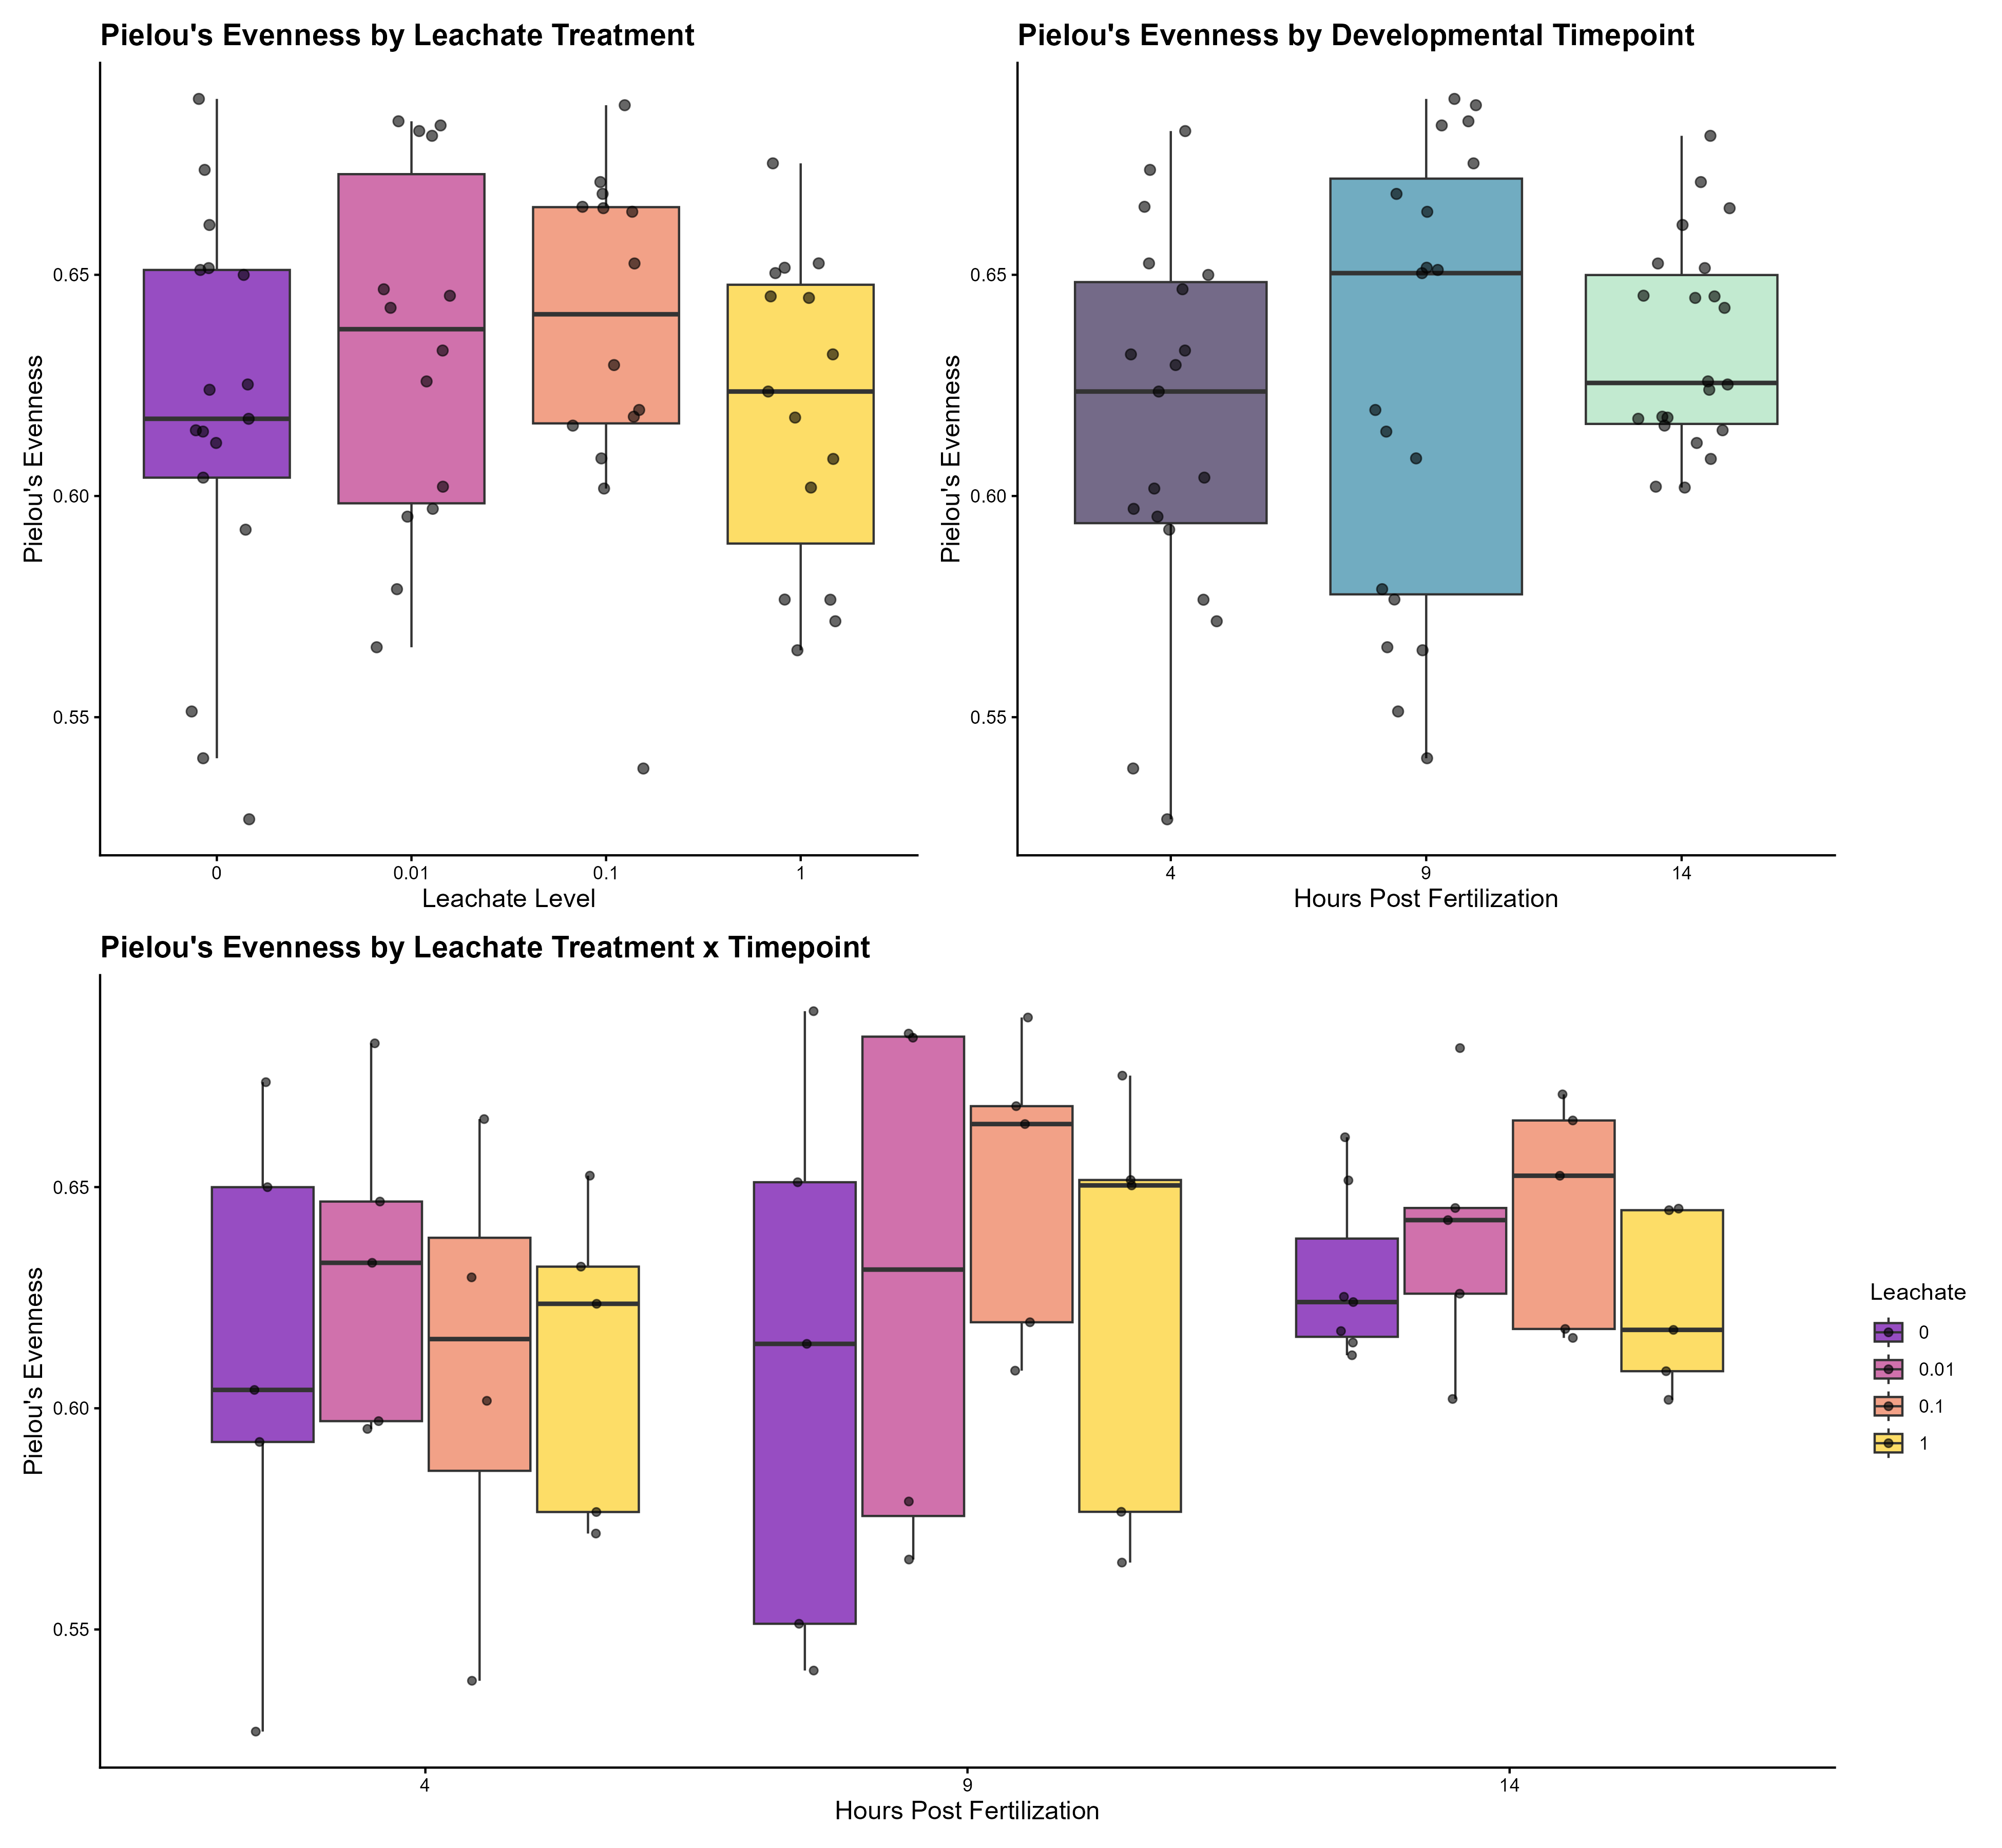 Pielou's Evenness by Leachate Treatment
Pielou's Evenness
0.65
0.60
0.55
0 0.01 0.1 1
Leachate Level
Pielou's Evenness by Developmental Timepoint
Pielou's Evenness
0.65
0.60
0.55
4 9 14
Hours Post Fertilization
Pielou's Evenness by Leachate Treatment x Timepoint
Pielou's Evenness
0.65
0.60
0.55
4 9 14
Hours Post Fertilization
Leachate
0
0.01
0.1
1